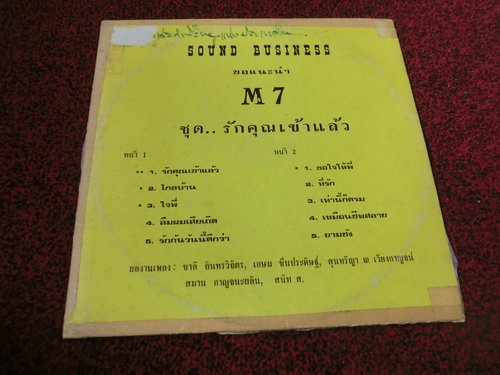 SOUND BUSINESS
ขอแนะนำ
M7
ชุด.. รักคุณเข้าแล้ว
หน้า 1
•• 1. รักคุณเข้าแล้ว
• 2. ไกลบ้าน
• 3. ใจพี่
4. ลืมผมเสียเถิด
5. รักกันวันนี้ดีกว่า
หน้า 2
• 1. ขอใจให้พี่
2. ที่รัก
3. เท่านี้ก็ตรม
4. เหมือนชีพสลาย
5. ยามชัง
ผลงานเพลง: ชาลี อินทรวิจิตร, เกษม ชื่นประดิษฐ์, สุนทรียา ณ เวียงกาญจน์
สมาน กาญจนะผลิน, สนิท ส.